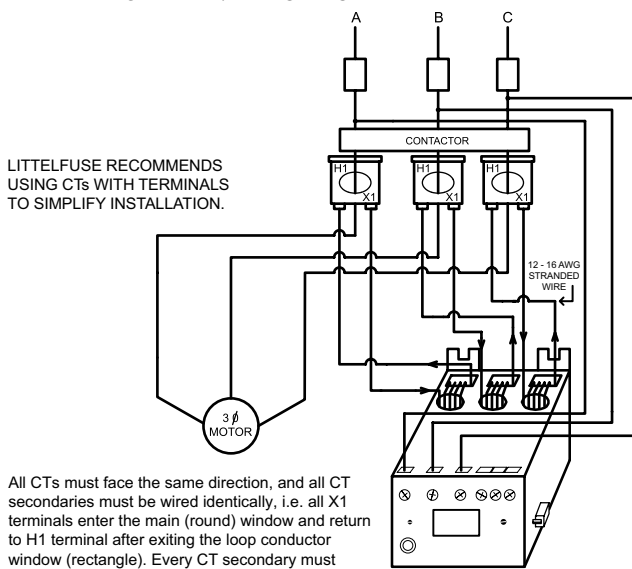 A B C
CONTACTOR
H1 H1 H1
X1 X1 X1
LITTELFUSE RECOMMENDS
USING CTs WITH TERMINALS
TO SIMPLIFY INSTALLATION.
12 - 16 AWG
STRANDED
WIRE
3 Ø
MOTOR
All CTs must face the same direction, and all CT
secondaries must be wired identically, i.e. all X1
terminals enter the main (round) window and return
to H1 terminal after exiting the loop conductor
window (rectangle). Every CT secondary must